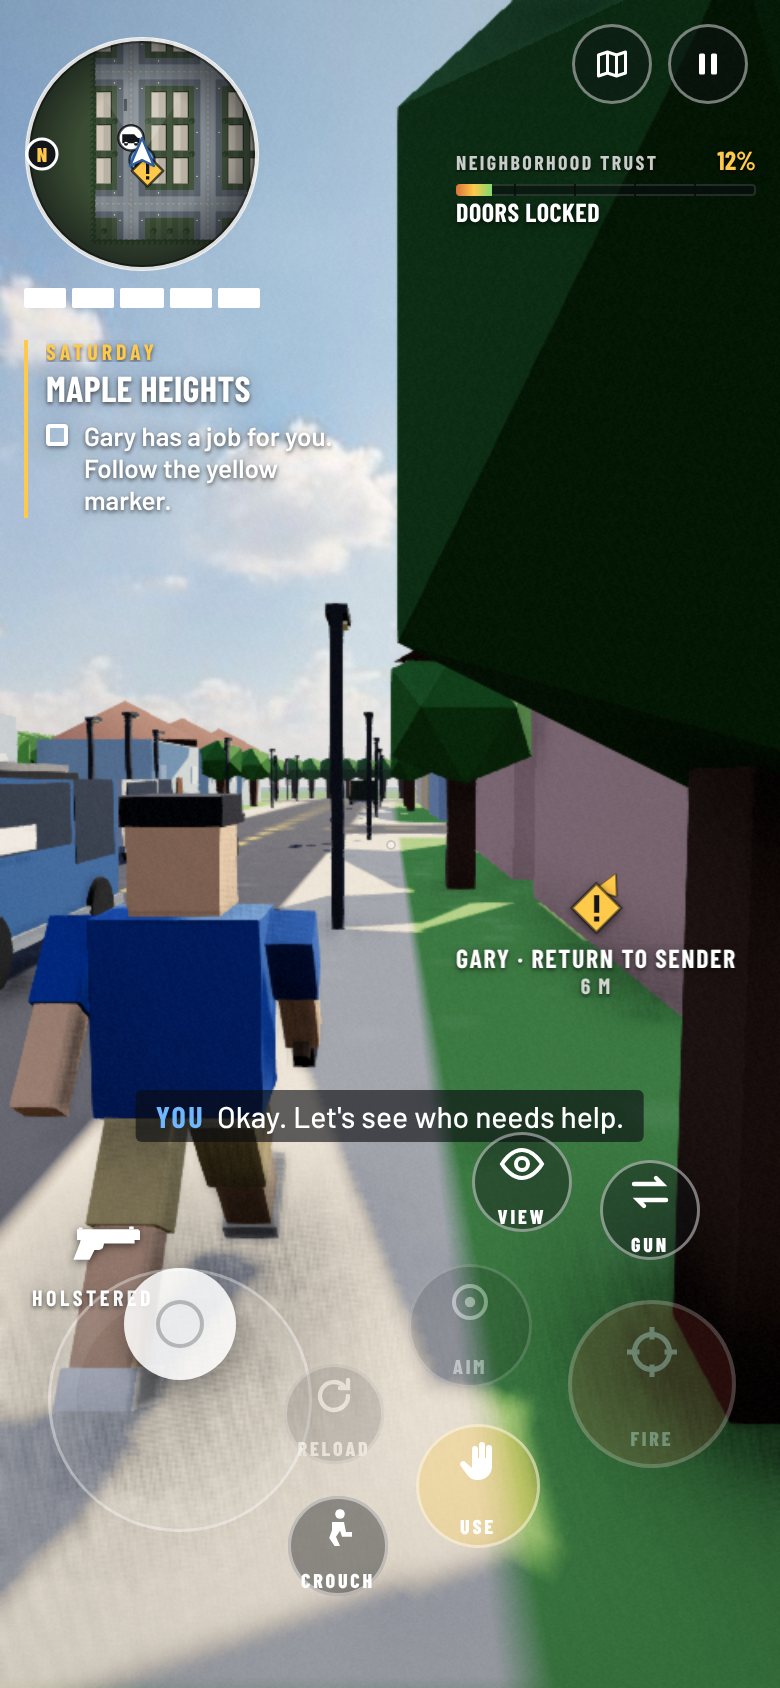 N
NEIGHBORHOOD TRUST 12%
DOORS LOCKED
SATURDAY
MAPLE HEIGHTS
Gary has a job for you.
Follow the yellow
marker.
GARY · RETURN TO SENDER
6 M
YOU Okay. Let's see who needs help.
VIEW
GUN
HOLSTERED
AIM
RELOAD
FIRE
USE
CROUCH